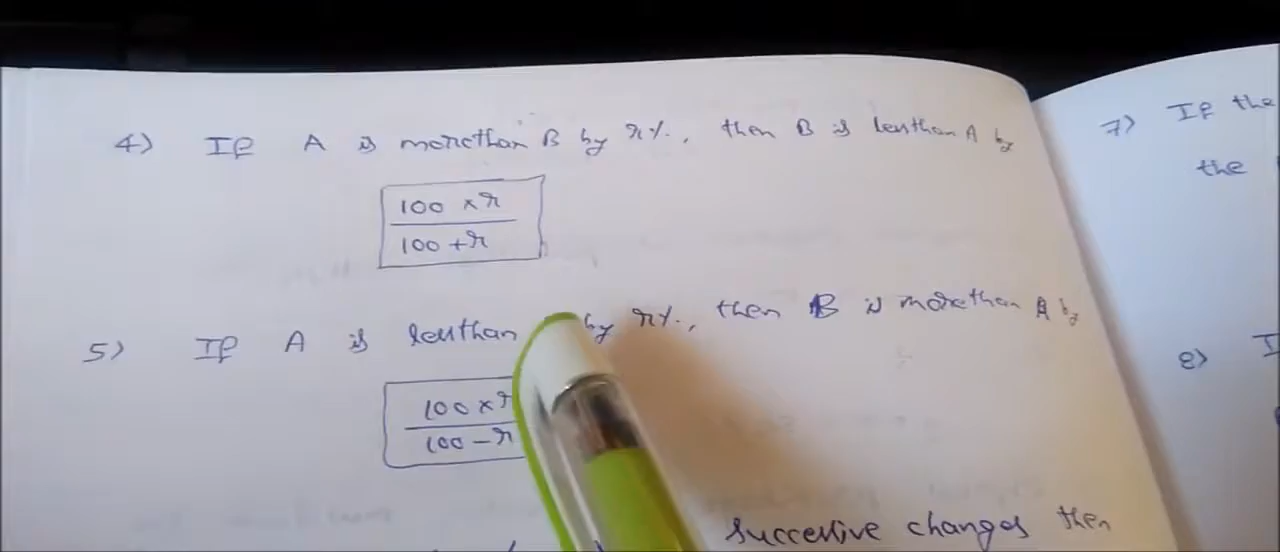 4) If A is morethan B by r%, then B is lessthan A by
100 × r
100 + r
5) If A is lessthan by r%, then B is morethan A by
100 × r
100 - r
successive changes then
7) If the
the
8) I